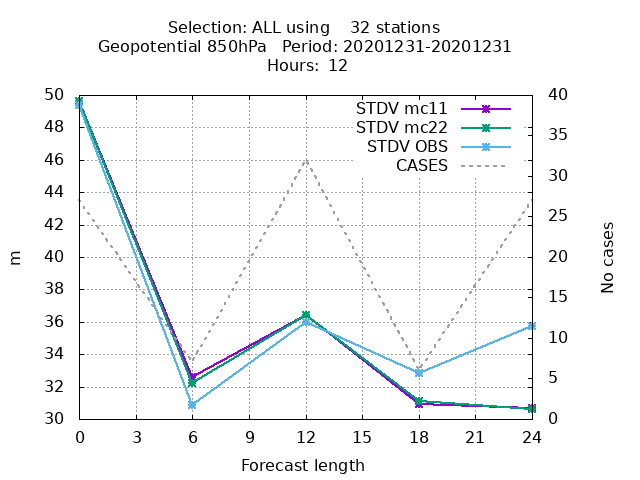 Selection: ALL using    32 stations
Geopotential 850hPa   Period: 20201231-20201231
Hours:  12
50
48
46
44
42
40
38
36
34
32
30
40
35
30
25
20
15
10
5
0
STDV mc11
STDV mc22
STDV OBS
CASES
m
No cases
0 3 6 9 12 15 18 21 24
Forecast length